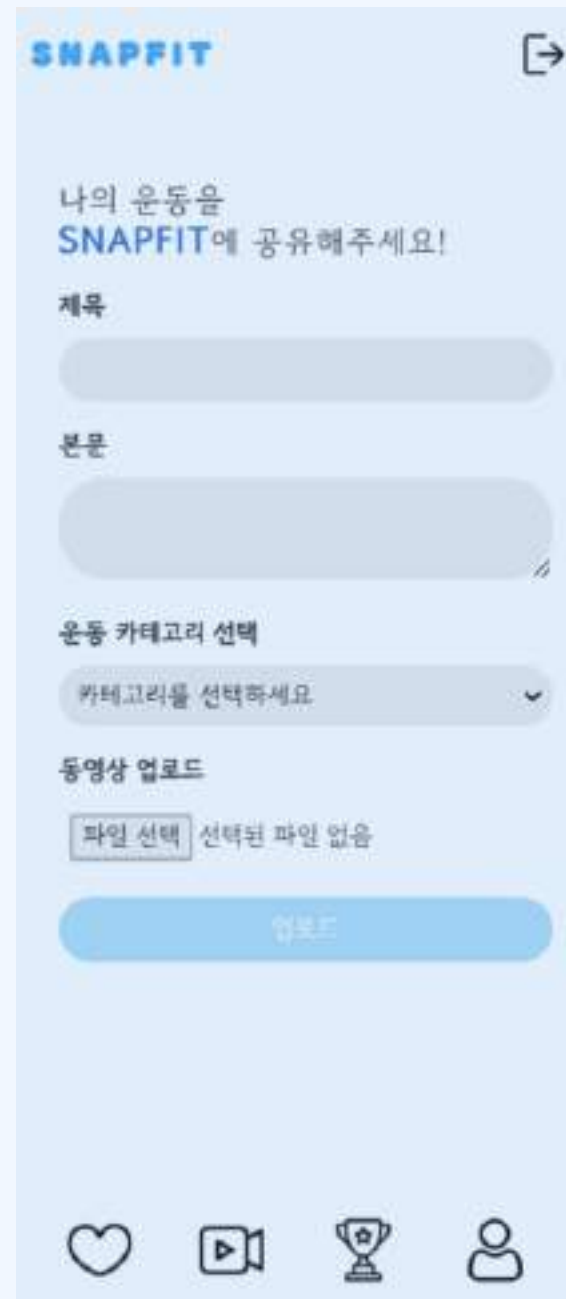 SNAPFIT
나의 운동을
SNAPFIT에 공유해주세요!
제목
본문
운동 카테고리 선택
카테고리를 선택하세요
동영상 업로드
파일 선택 선택된 파일 없음
업로드